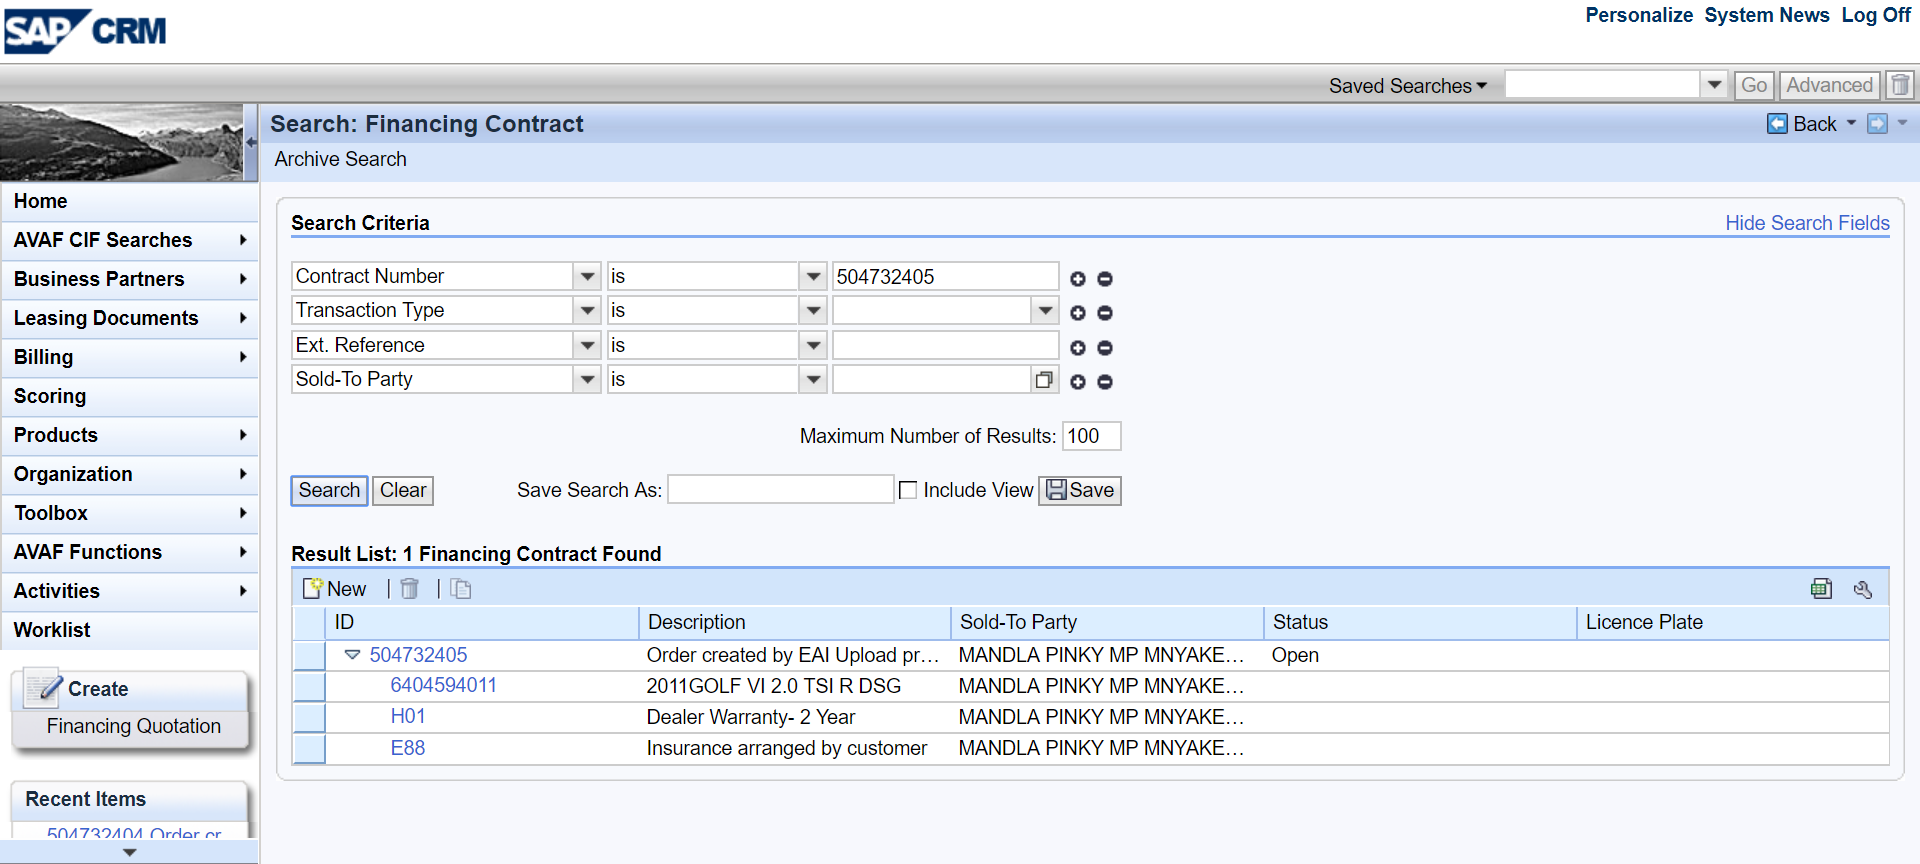 SAP CRM
Personalize System News Log Off
Saved Searches Go Advanced
Search: Financing Contract
Back
Archive Search
Home
AVAF CIF Searches
Business Partners
Leasing Documents
Billing
Scoring
Products
Organization
Toolbox
AVAF Functions
Activities
Worklist
Create
Financing Quotation
Recent Items
504732404 Order cr
Search Criteria
Hide Search Fields
Contract Number is 504732405
Transaction Type is
Ext. Reference is
Sold-To Party is
Maximum Number of Results: 100
Search Clear Save Search As: Include View Save
Result List: 1 Financing Contract Found
New
ID Description Sold-To Party Status Licence Plate
504732405 Order created by EAI Upload pr... MANDLA PINKY MP MNYAKE... Open
6404594011 2011GOLF VI 2.0 TSI R DSG MANDLA PINKY MP MNYAKE...
H01 Dealer Warranty- 2 Year MANDLA PINKY MP MNYAKE...
E88 Insurance arranged by customer MANDLA PINKY MP MNYAKE...